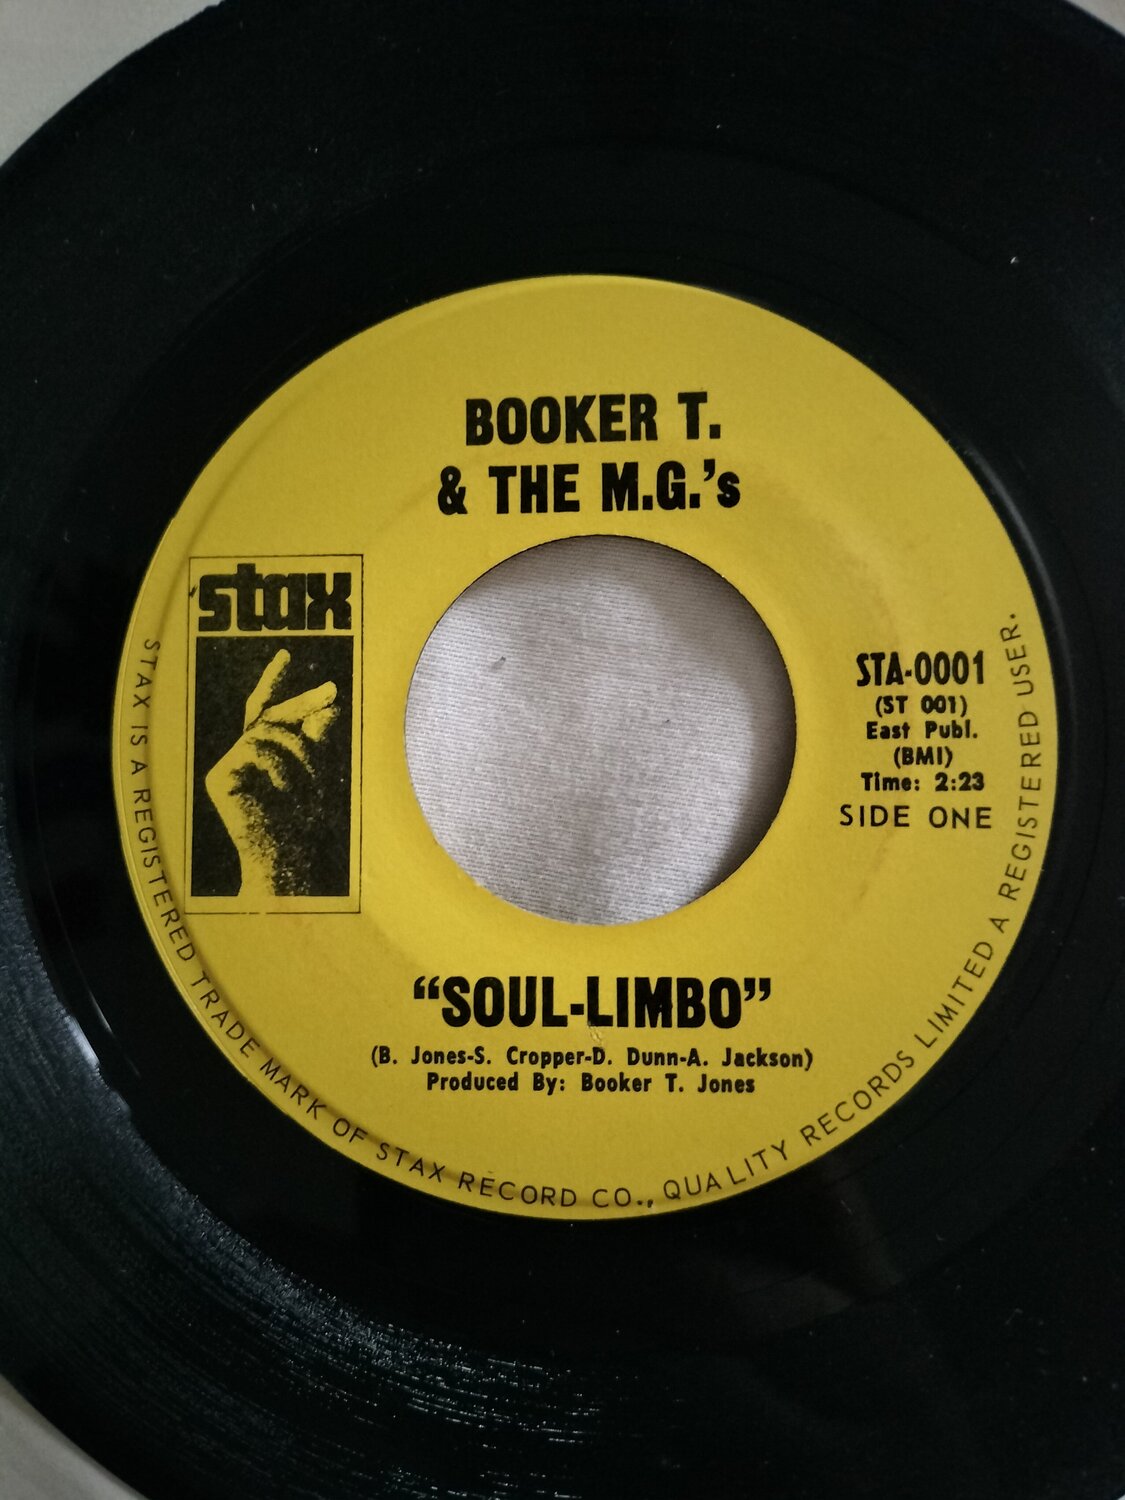 BOOKER T.
& THE M.G.'s
stax
STA-0001
(ST 001)
East Publ.
(BMI)
Time: 2:23
SIDE ONE
"SOUL-LIMBO"
(B. Jones-S. Cropper-D. Dunn-A. Jackson)
Produced By: Booker T. Jones
STAX IS A REGISTERED TRADE MARK OF STAX RECORD CO., QUALITY RECORDS LIMITED A REGISTERED USER.